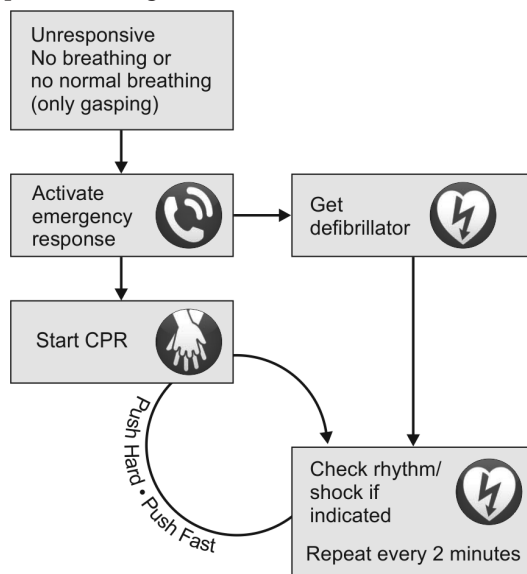 Unresponsive
No breathing or
no normal breathing
(only gasping)
Activate
emergency
response
Get
defibrillator
Start CPR
Push Hard • Push Fast
Check rhythm/
shock if
indicated
Repeat every 2 minutes